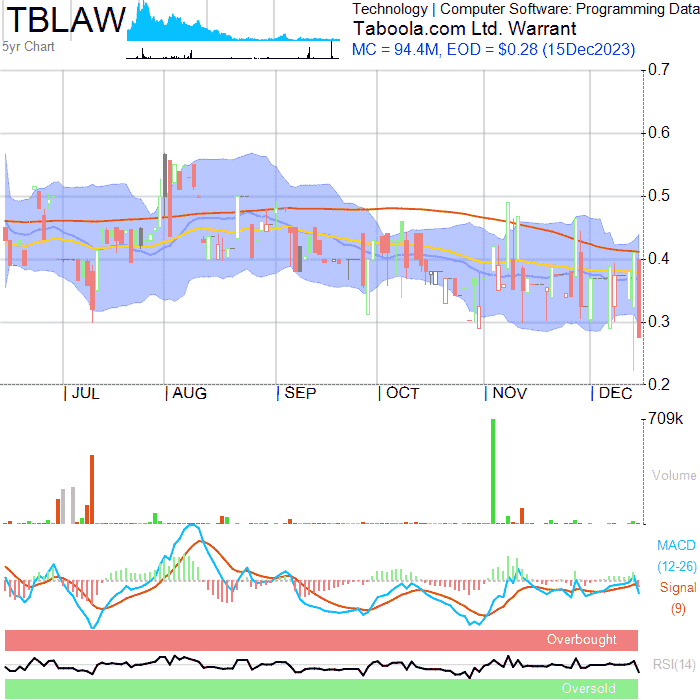 TBLAW
5yr Chart
Technology | Computer Software: Programming Data
Taboola.com Ltd. Warrant
MC = 94.4M, EOD = $0.28 (15Dec2023)
0.7
0.6
0.5
0.4
0.3
0.2
| JUL | AUG | SEP | OCT | NOV | DEC
709k
Volume
MACD
(12-26)
Signal
(9)
Overbought
RSI(14)
Oversold